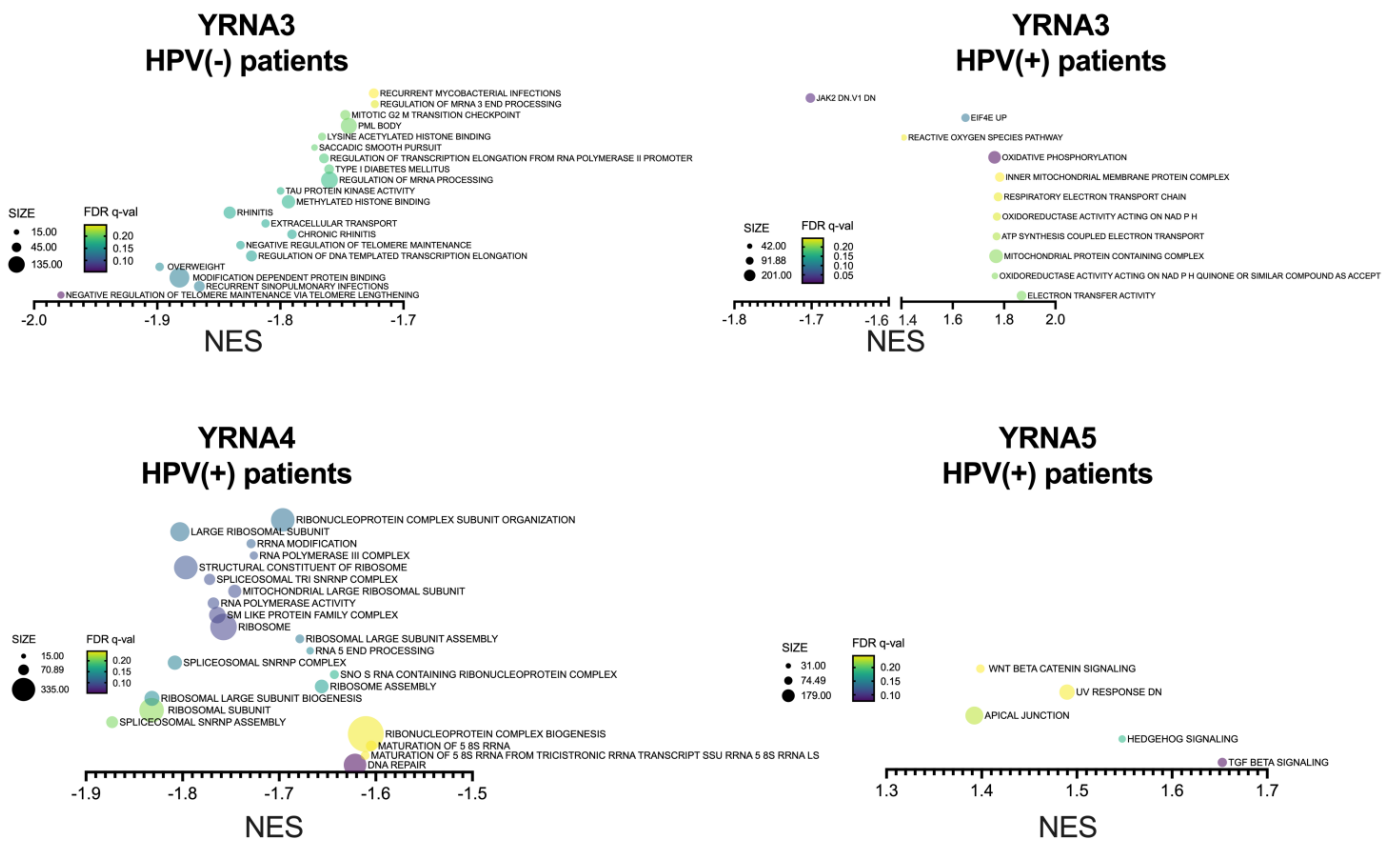 YRNA3
HPV(-) patients
RECURRENT MYCOBACTERIAL INFECTIONS
REGULATION OF MRNA 3 END PROCESSING
MITOTIC G2 M TRANSITION CHECKPOINT
PML BODY
LYSINE ACETYLATED HISTONE BINDING
SACCADIC SMOOTH PURSUIT
REGULATION OF TRANSCRIPTION ELONGATION FROM RNA POLYMERASE II PROMOTER
TYPE I DIABETES MELLITUS
REGULATION OF MRNA PROCESSING
TAU PROTEIN KINASE ACTIVITY
METHYLATED HISTONE BINDING
RHINITIS
EXTRACELLULAR TRANSPORT
CHRONIC RHINITIS
NEGATIVE REGULATION OF TELOMERE MAINTENANCE
REGULATION OF DNA TEMPLATED TRANSCRIPTION ELONGATION
OVERWEIGHT
MODIFICATION DEPENDENT PROTEIN BINDING
RECURRENT SINOPULMONARY INFECTIONS
NEGATIVE REGULATION OF TELOMERE MAINTENANCE VIA TELOMERE LENGTHENING
SIZE
15.00
45.00
135.00
FDR q-val
0.20
0.15
0.10
-2.0 -1.9 -1.8 -1.7
NES
YRNA3
HPV(+) patients
JAK2 DN.V1 DN
EIF4E UP
REACTIVE OXYGEN SPECIES PATHWAY
OXIDATIVE PHOSPHORYLATION
INNER MITOCHONDRIAL MEMBRANE PROTEIN COMPLEX
RESPIRATORY ELECTRON TRANSPORT CHAIN
OXIDOREDUCTASE ACTIVITY ACTING ON NAD P H
ATP SYNTHESIS COUPLED ELECTRON TRANSPORT
MITOCHONDRIAL PROTEIN CONTAINING COMPLEX
OXIDOREDUCTASE ACTIVITY ACTING ON NAD P H QUINONE OR SIMILAR COMPOUND AS ACCEPT
ELECTRON TRANSFER ACTIVITY
SIZE
42.00
91.88
201.00
FDR q-val
0.20
0.15
0.10
0.05
-1.8 -1.7 -1.6 1.4 1.6 1.8 2.0
NES
YRNA4
HPV(+) patients
RIBONUCLEOPROTEIN COMPLEX SUBUNIT ORGANIZATION
LARGE RIBOSOMAL SUBUNIT
RRNA MODIFICATION
RNA POLYMERASE III COMPLEX
STRUCTURAL CONSTITUENT OF RIBOSOME
SPLICEOSOMAL TRI SNRNP COMPLEX
MITOCHONDRIAL LARGE RIBOSOMAL SUBUNIT
RNA POLYMERASE ACTIVITY
SM LIKE PROTEIN FAMILY COMPLEX
RIBOSOME
RIBOSOMAL LARGE SUBUNIT ASSEMBLY
RNA 5 END PROCESSING
SPLICEOSOMAL SNRNP COMPLEX
SNO S RNA CONTAINING RIBONUCLEOPROTEIN COMPLEX
RIBOSOME ASSEMBLY
RIBOSOMAL LARGE SUBUNIT BIOGENESIS
RIBOSOMAL SUBUNIT
SPLICEOSOMAL SNRNP ASSEMBLY
RIBONUCLEOPROTEIN COMPLEX BIOGENESIS
MATURATION OF 5 8S RRNA
MATURATION OF 5 8S RRNA FROM TRICISTRONIC RRNA TRANSCRIPT SSU RRNA 5 8S RRNA LS
DNA REPAIR
SIZE
15.00
70.89
335.00
FDR q-val
0.20
0.15
0.10
-1.9 -1.8 -1.7 -1.6 -1.5
NES
YRNA5
HPV(+) patients
WNT BETA CATENIN SIGNALING
UV RESPONSE DN
APICAL JUNCTION
HEDGEHOG SIGNALING
TGF BETA SIGNALING
SIZE
31.00
74.49
179.00
FDR q-val
0.20
0.15
0.10
1.3 1.4 1.5 1.6 1.7
NES